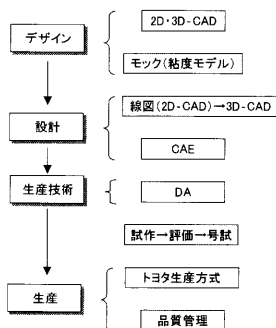 デザイン
2D・3D-CAD
モック(粘度モデル)
設計
線図(2D-CAD)→3D-CAD
CAE
生産技術
DA
試作→評価→号試
生産
トヨタ生産方式
品質管理